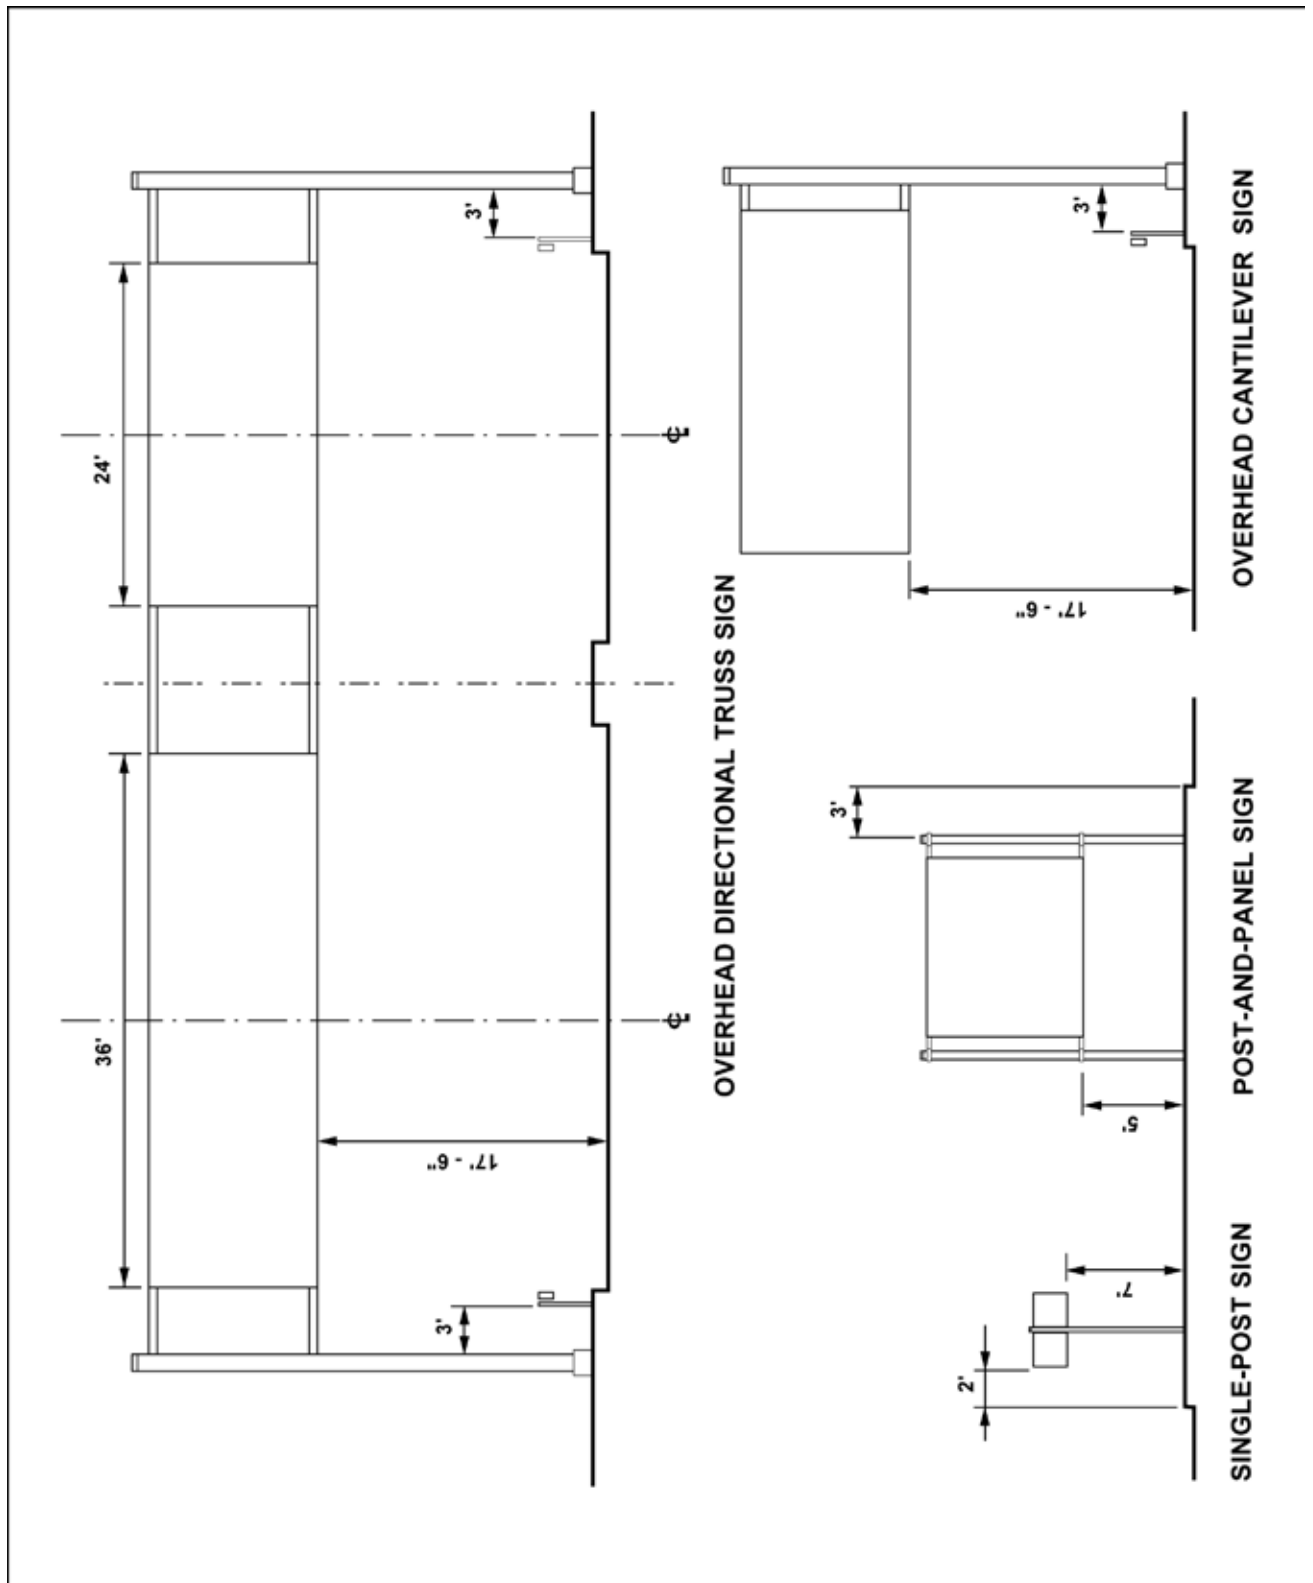 36'
24'
3'
17' - 6"
3'
℄
℄
OVERHEAD DIRECTIONAL TRUSS SIGN
2'
7'
SINGLE-POST SIGN
3'
5'
POST-AND-PANEL SIGN
3'
17' - 6"
OVERHEAD CANTILEVER SIGN